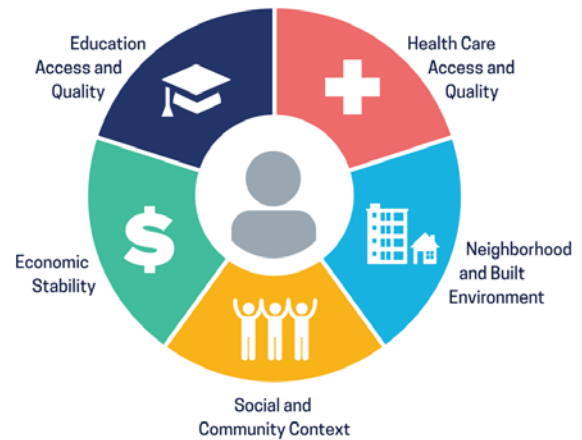 Education
Access and
Quality
Health Care
Access and
Quality
Economic
Stability
$
Neighborhood
and Built
Environment
Social and
Community Context